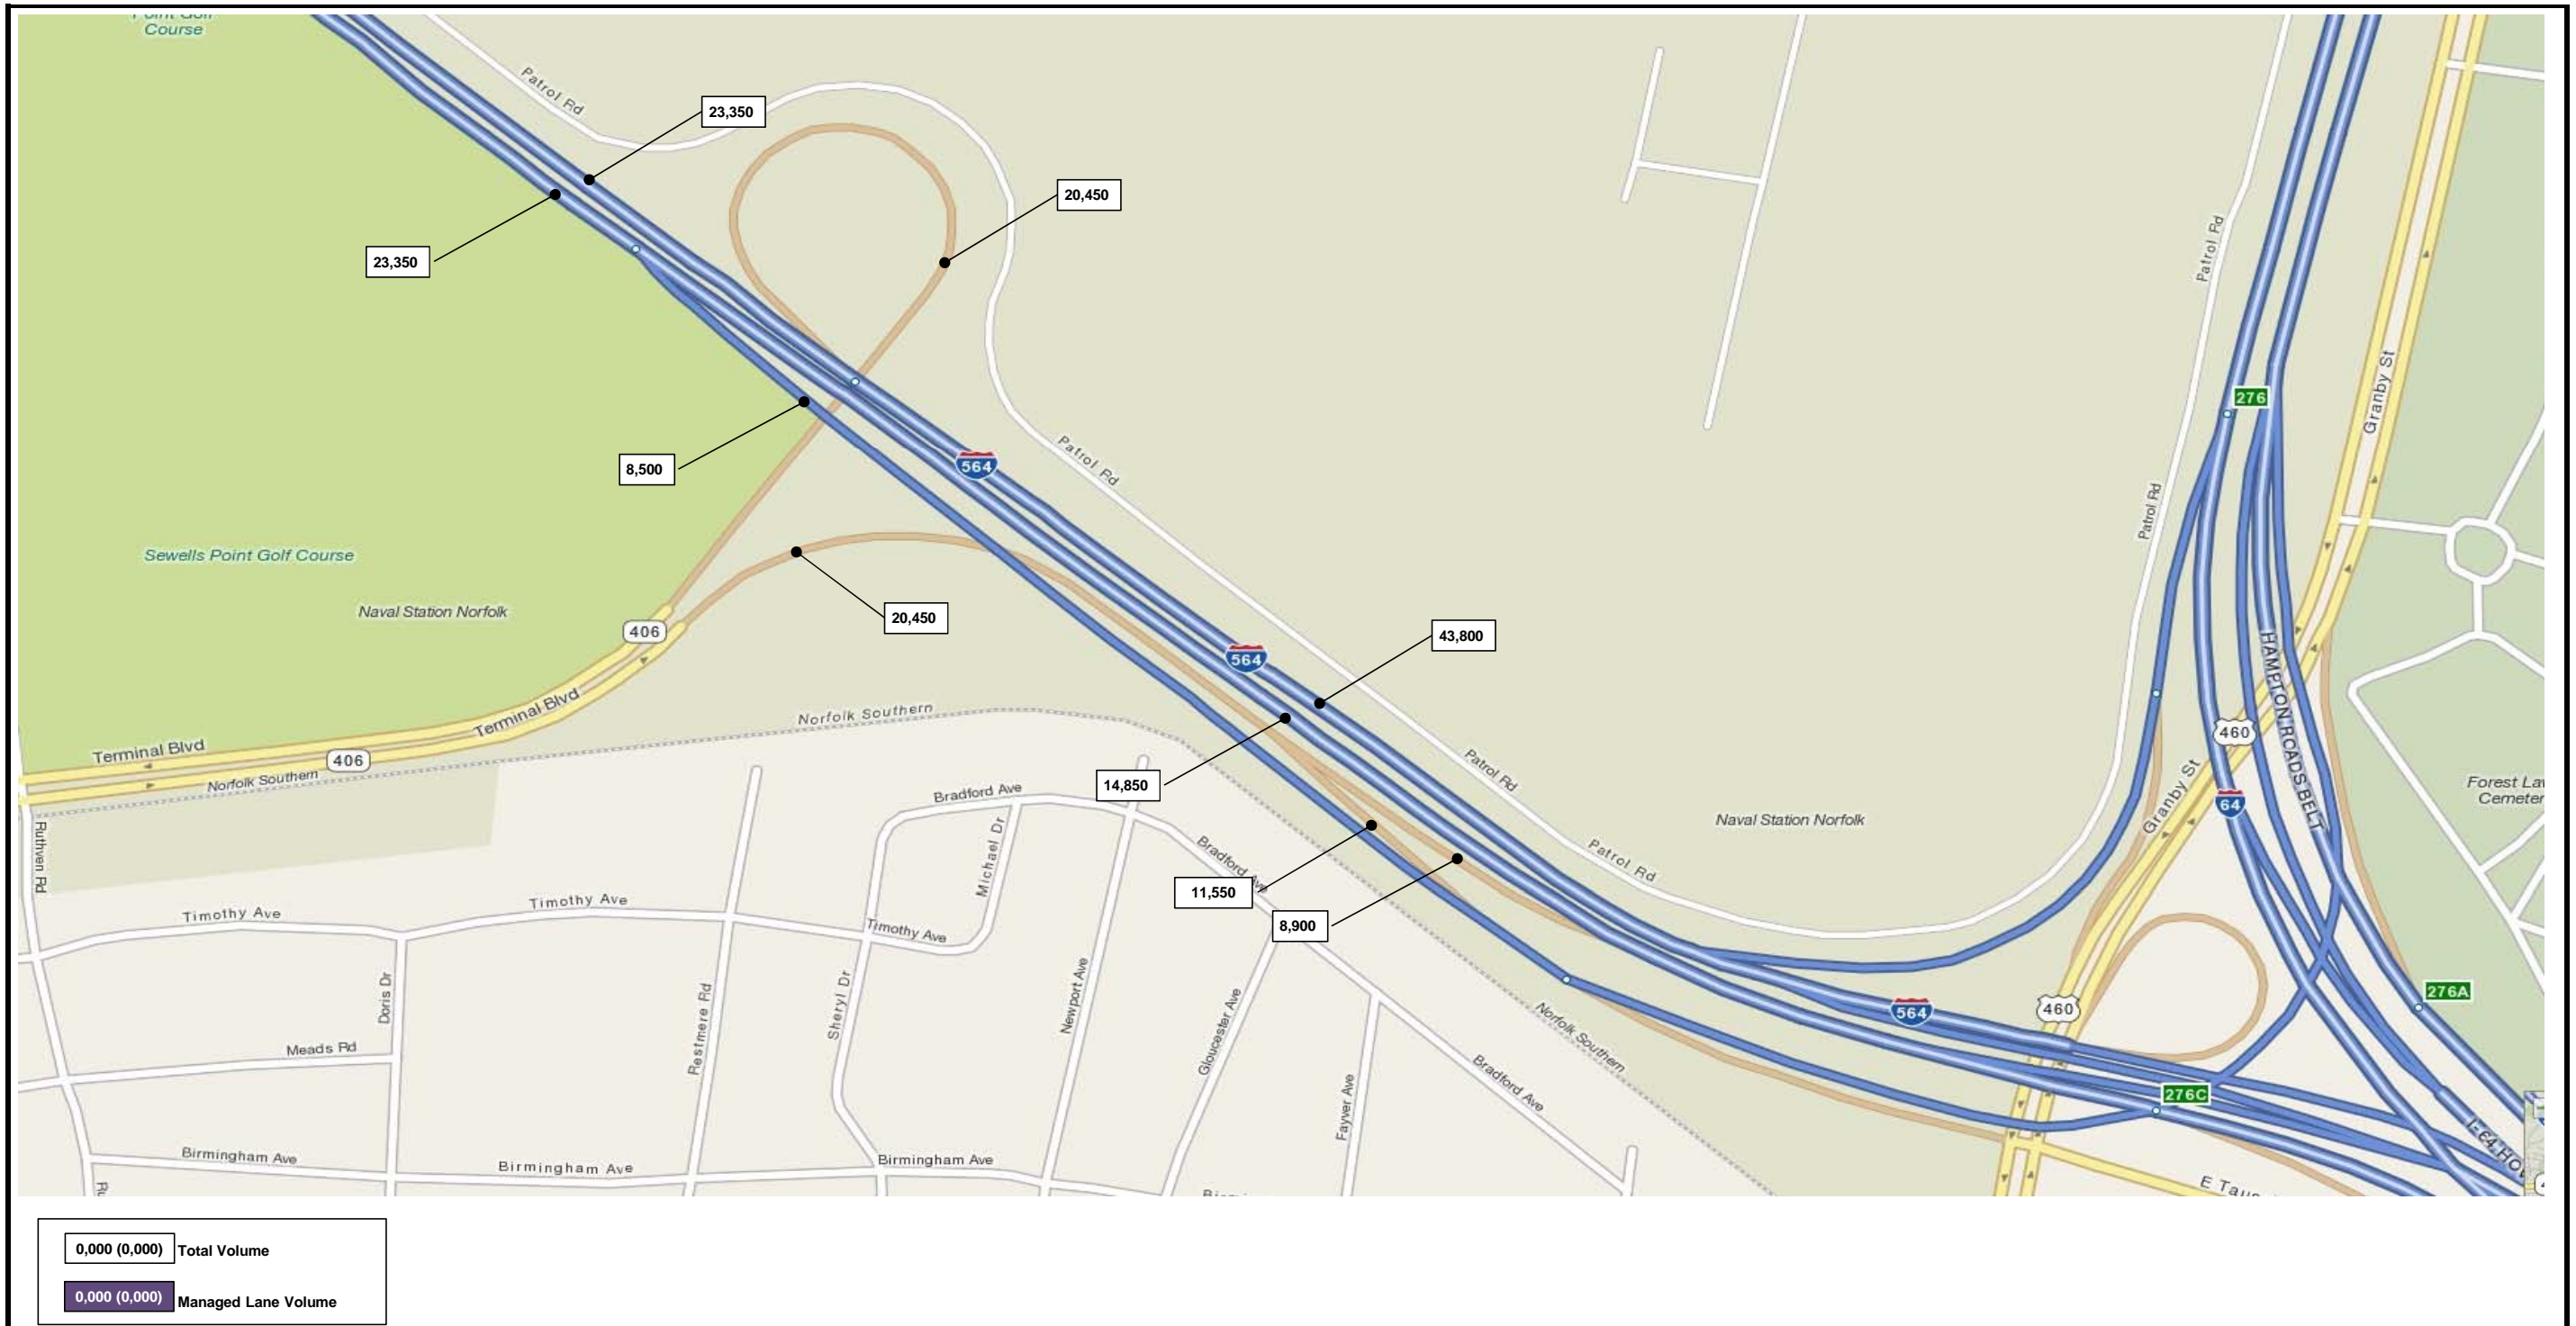 Point Golf
Course
Patrol Rd
23,350
20,450
Patrol Rd
23,350
276
Granby St
8,500
564
Patrol Rd
Patrol Rd
Sewells Point Golf Course
Naval Station Norfolk
406
20,450
43,800
564
HAMPTON ROADS BELT
Terminal Blvd
Norfolk Southern
Terminal Blvd
406
Norfolk Southern
460
14,850
Patrol Rd
Granby St
64
Bradford Ave
Naval Station Norfolk
Ruthven Rd
Michael Dr
Bradford Ave
Patrol Rd
11,550
8,900
Timothy Ave
Timothy Ave
Timothy Ave
Doris Dr
Restmere Rd
Sheryl Dr
Newport Ave
Gloucester Ave
276A
564
460
Norfolk Southern
Meads Rd
Bradford Ave
Fayver Ave
276C
Birmingham Ave
Birmingham Ave
Birmingham Ave
0,000 (0,000) Total Volume
0,000 (0,000) Managed Lane Volume